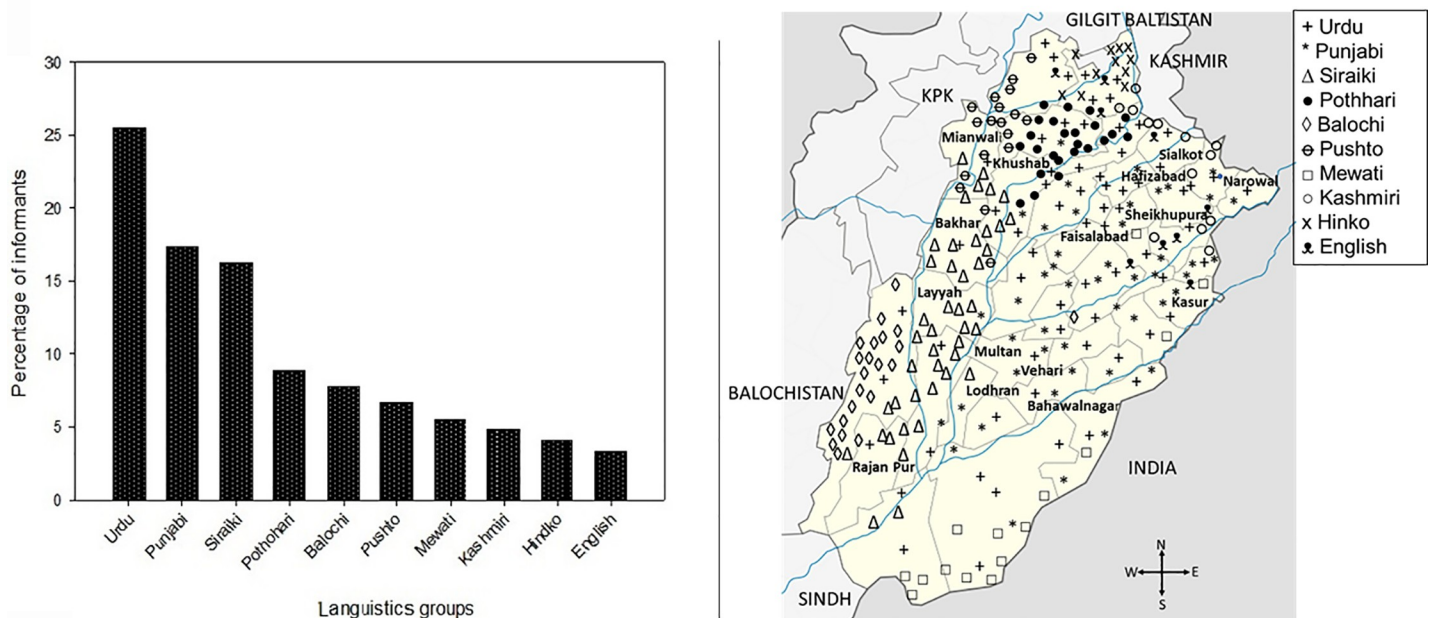 Percentage of informants
30
25
20
15
10
5
0
Urdu
Punjabi
Siraiki
Pothohari
Balochi
Pushto
Mewati
Kashmiri
Hindko
English
Languistics groups
GILGIT BALTISTAN
KASHMIR
KPK
Mianwali
Khushab
Sialkot
Hafizabad
Narowal
Bakhar
Sheikhupura
Faisalabad
Layyah
Kasur
Multan
Vehari
BALOCHISTAN
Lodhran
Bahawalnagar
Rajan Pur
INDIA
SINDH
N
W E
S
Urdu
Punjabi
Siraiki
Pothhari
Balochi
Pushto
Mewati
Kashmiri
Hinko
English